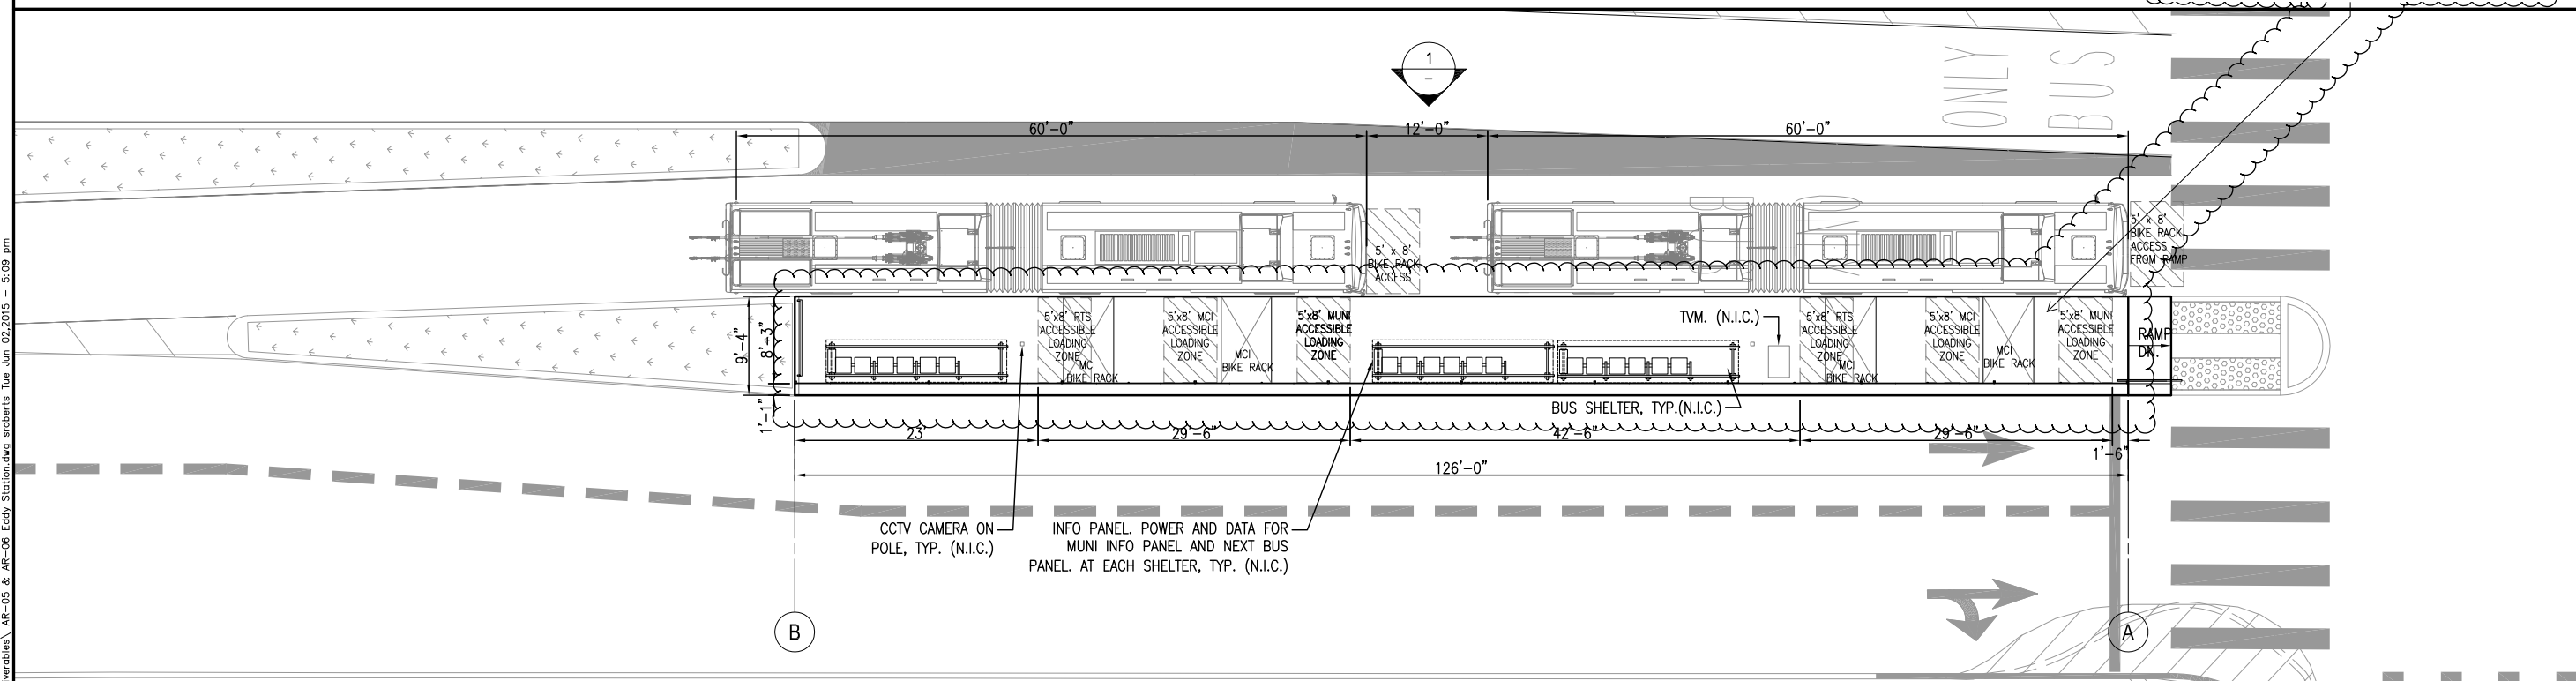 1
–
ONLY
BUS
60'-0"
12'-0"
60'-0"
5' x 8'
BIKE RACK
ACCESS
5' x 8'
BIKE RACK
ACCESS
FROM RAMP
9'-4"
8'-3"
1'-1"
5'x8' RTS
ACCESSIBLE
LOADING
ZONE
MCI
BIKE RACK
5'x8' MCI
ACCESSIBLE
LOADING
ZONE
MCI
BIKE RACK
5'x8' MUNI
ACCESSIBLE
LOADING
ZONE
TVM. (N.I.C.)
5'x8' RTS
ACCESSIBLE
LOADING
ZONE
MCI
BIKE RACK
5'x8' MCI
ACCESSIBLE
LOADING
ZONE
MCI
BIKE RACK
5'x8' MUNI
ACCESSIBLE
LOADING
ZONE
RAMP
DN.
BUS SHELTER, TYP.(N.I.C.)
23'
29'-6"
42'-6"
29'-6"
1'-6"
126'-0"
CCTV CAMERA ON
POLE, TYP. (N.I.C.)
INFO PANEL. POWER AND DATA FOR
MUNI INFO PANEL AND NEXT BUS
PANEL. AT EACH SHELTER, TYP. (N.I.C.)
B
A
AR-05 & AR-06 Eddy Station.dwg sroberts Tue Jun 02,2015 - 5:09 pm